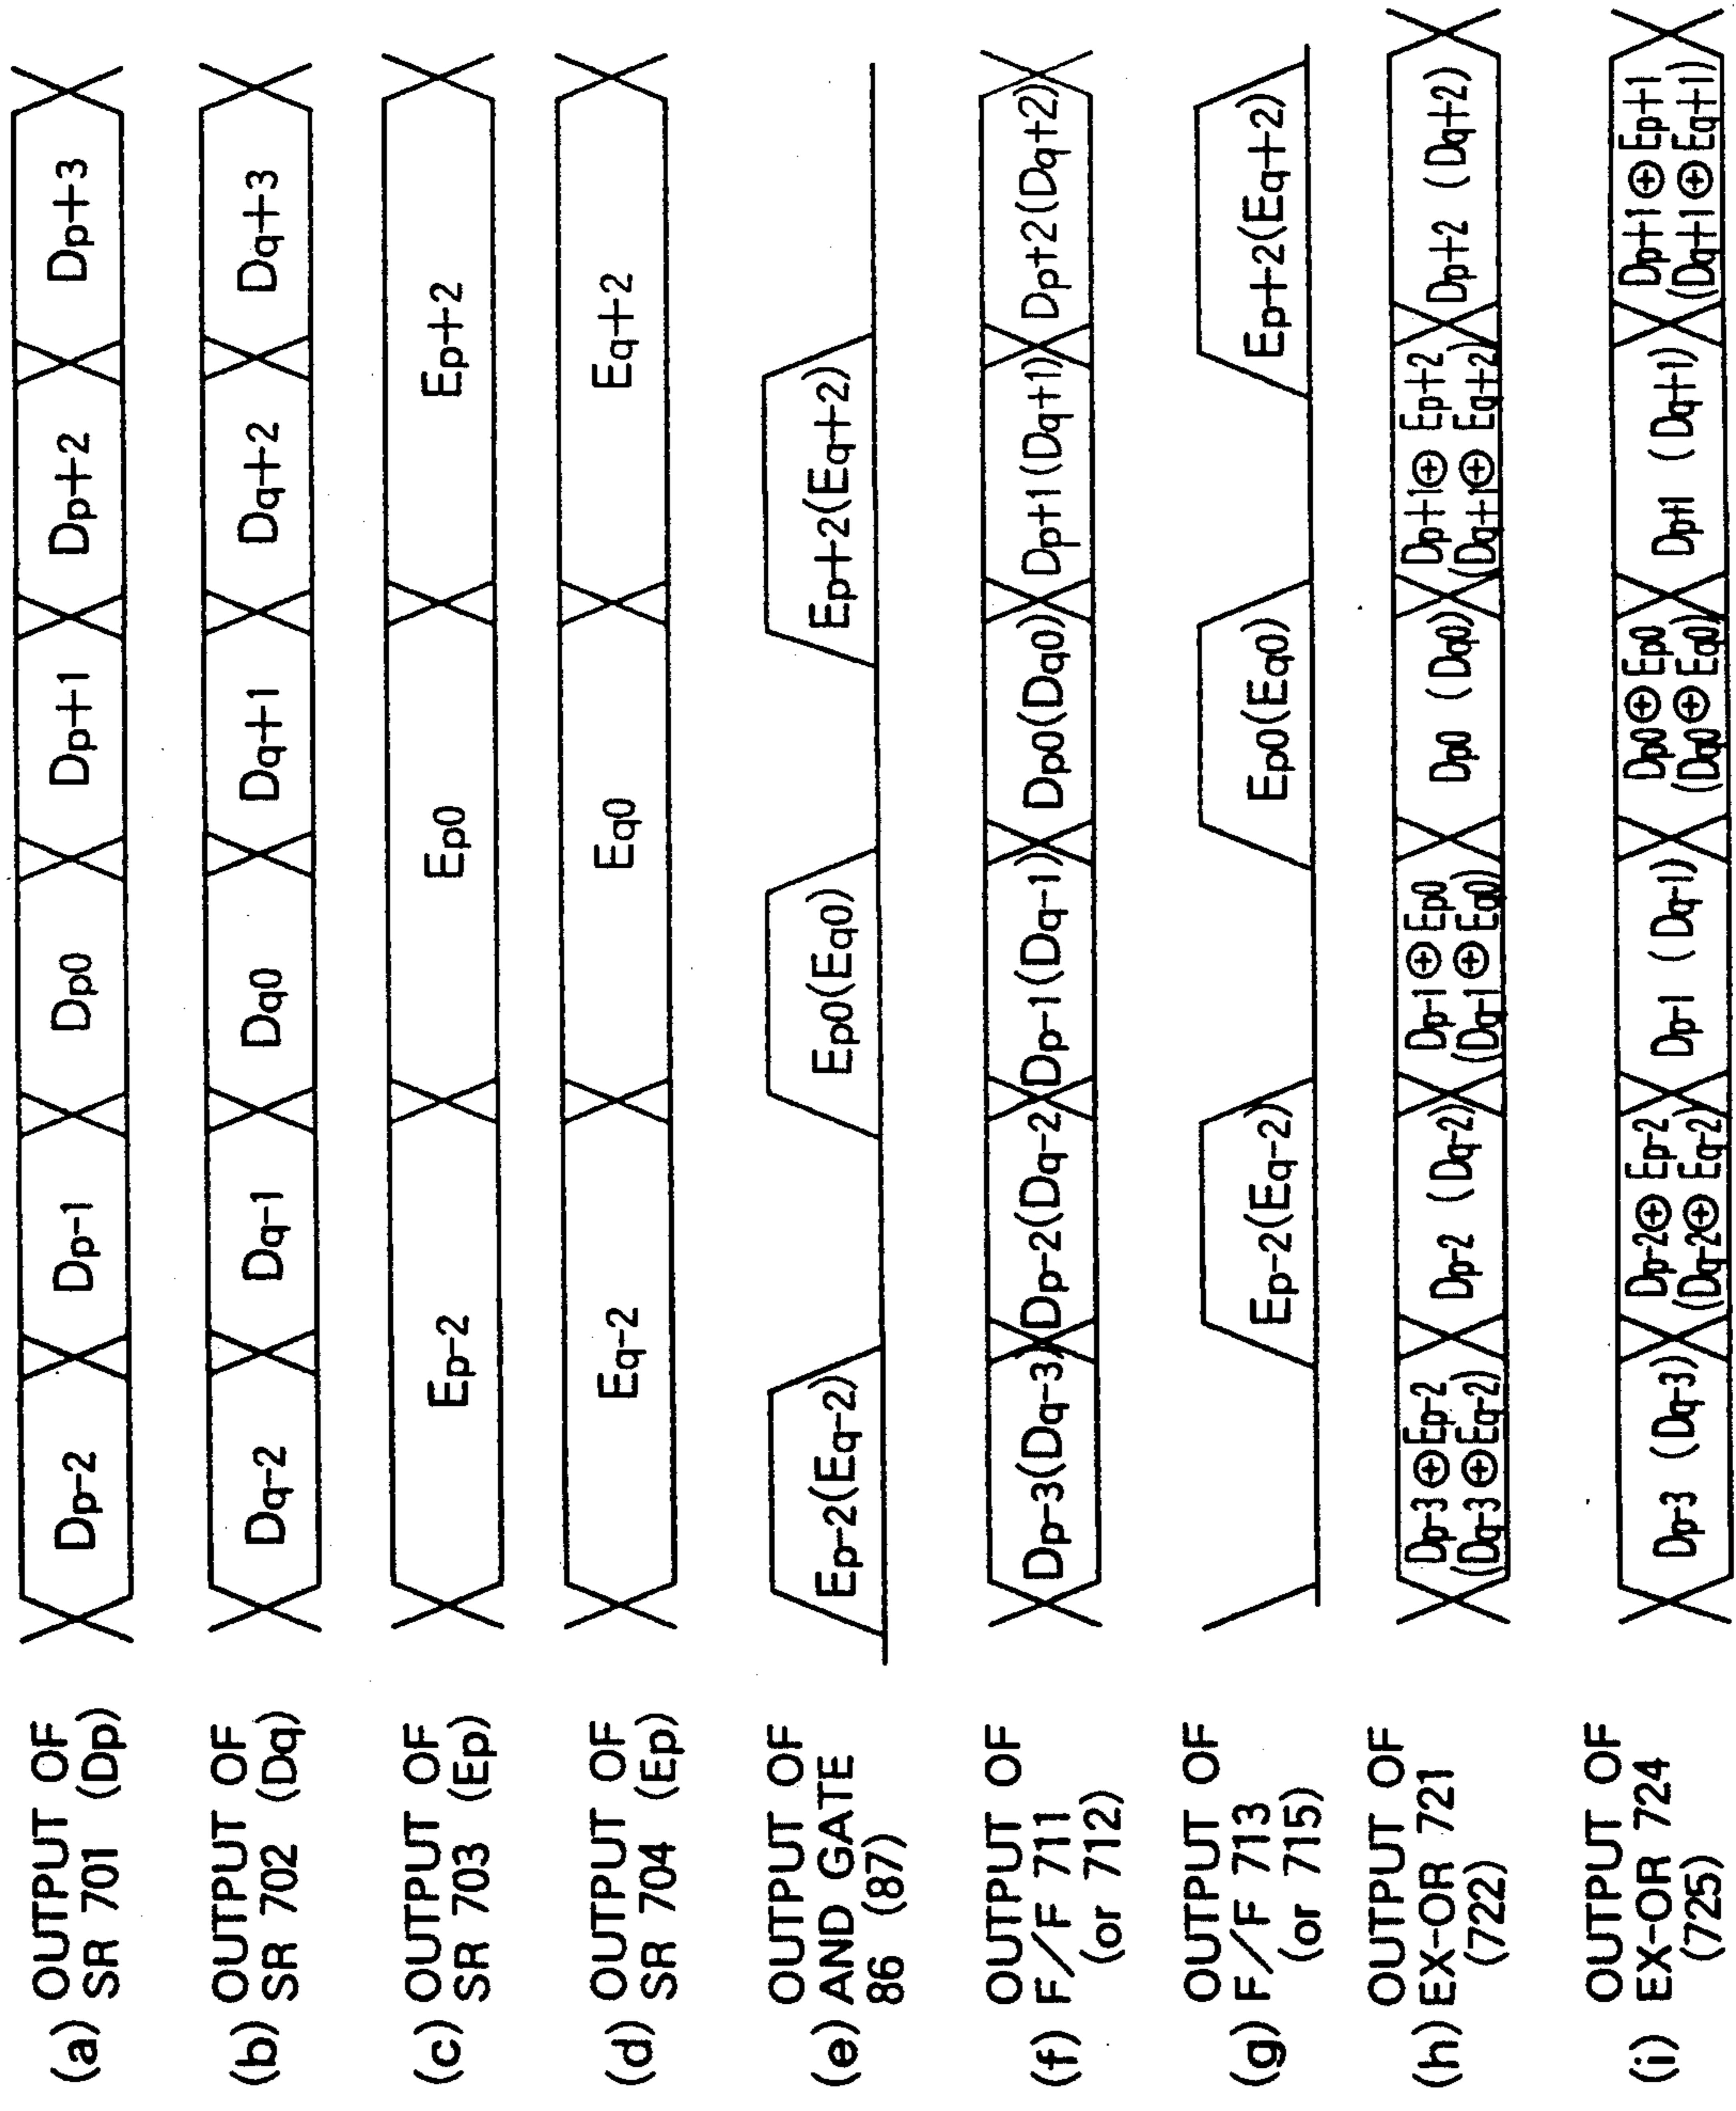 (a) OUTPUT OF
SR 701 (Dp)
Dp-2 Dp-1 Dp0 Dp+1 Dp+2 Dp+3
(b) OUTPUT OF
SR 702 (Dq)
Dq-2 Dq-1 Dq0 Dq+1 Dq+2 Dq+3
(c) OUTPUT OF
SR 703 (Ep)
Ep-2 Ep0 Ep+2
(d) OUTPUT OF
SR 704 (Ep)
Eq-2 Eq0 Eq+2
OUTPUT OF
(e) AND GATE
86 (87)
Ep-2(Eq-2) Ep0(Eq0) Ep+2(Eq+2)
OUTPUT OF
(f) F/F 711
(or 712)
Dp-3(Dq-3) Dp-2(Dq-2 Dp-1(Dq-1) Dp0(Dq0) Dp+1(Dq+1) Dp+2(Dq+2)
OUTPUT OF
(g) F/F 713
(or 715)
Ep-2(Eq-2) Ep0(Eq0) Ep+2(Eq+2)
OUTPUT OF
(h) EX-OR 721
(722)
Dp-3⊕Ep-2 Dp-2 (Dq-2) Dp-1⊕Ep0 Dp0 (Dq0) Dp+1⊕Ep+2 Dp+2 (Dq+2)
(Dq-3⊕Eq-2) (Dq-1⊕Eq0) (Dq+1⊕Eq+2)
OUTPUT OF
(i) EX-OR 724
(725)
Dp-3 (Dq-3) Dp-2⊕Ep-2 Dp-1 (Dq-1) Dp0⊕Ep0 Dp+1 (Dq+1) Dp+1⊕Ep+1
(Dq-2⊕Eq-2) (Dq0⊕Eq0) (Dq+1⊕Eq+1)